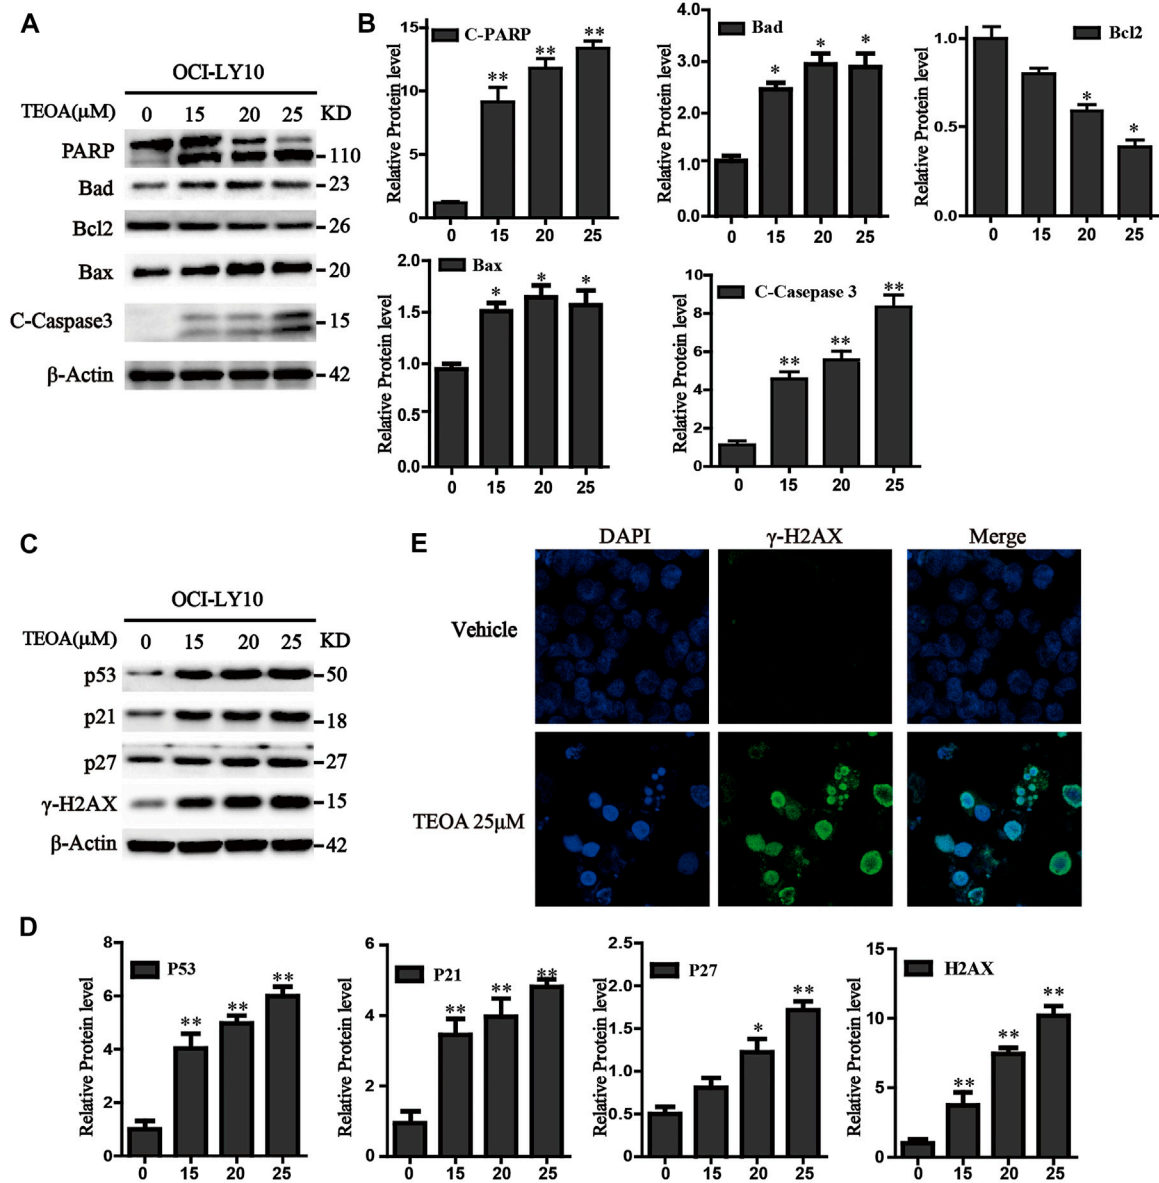 A
OCI-LY10
TEOA(μM) 0 15 20 25 KD
PARP -110
Bad -23
Bcl2 -26
Bax -20
C-Caspase3 -15
β-Actin -42
B
C-PARP
Relative Protein level
15
10
5
0
0 15 20 25
** ** **
Bad
Relative Protein level
4.0
3.0
2.0
1.0
0.0
0 15 20 25
* * *
Bcl2
Relative Protein level
1.0
0.5
0.0
0 15 20 25
* *
Bax
Relative Protein level
2.0
1.5
1.0
0.5
0.0
0 15 20 25
* * *
C-Casepase 3
Relative Protein level
8
6
4
2
0
0 15 20 25
** ** **
C
OCI-LY10
TEOA(μM) 0 15 20 25 KD
p53 -50
p21 -18
p27 -27
γ-H2AX -15
β-Actin -42
E
DAPI γ-H2AX Merge
Vehicle
TEOA 25μM
D
P53
Relative Protein level
8
6
4
2
0
0 15 20 25
** ** **
P21
Relative Protein level
6
4
2
0
0 15 20 25
** ** **
P27
Relative Protein level
2.5
2.0
1.5
1.0
0.5
0.0
0 15 20 25
* **
H2AX
Relative Protein level
15
10
5
0
0 15 20 25
** ** **